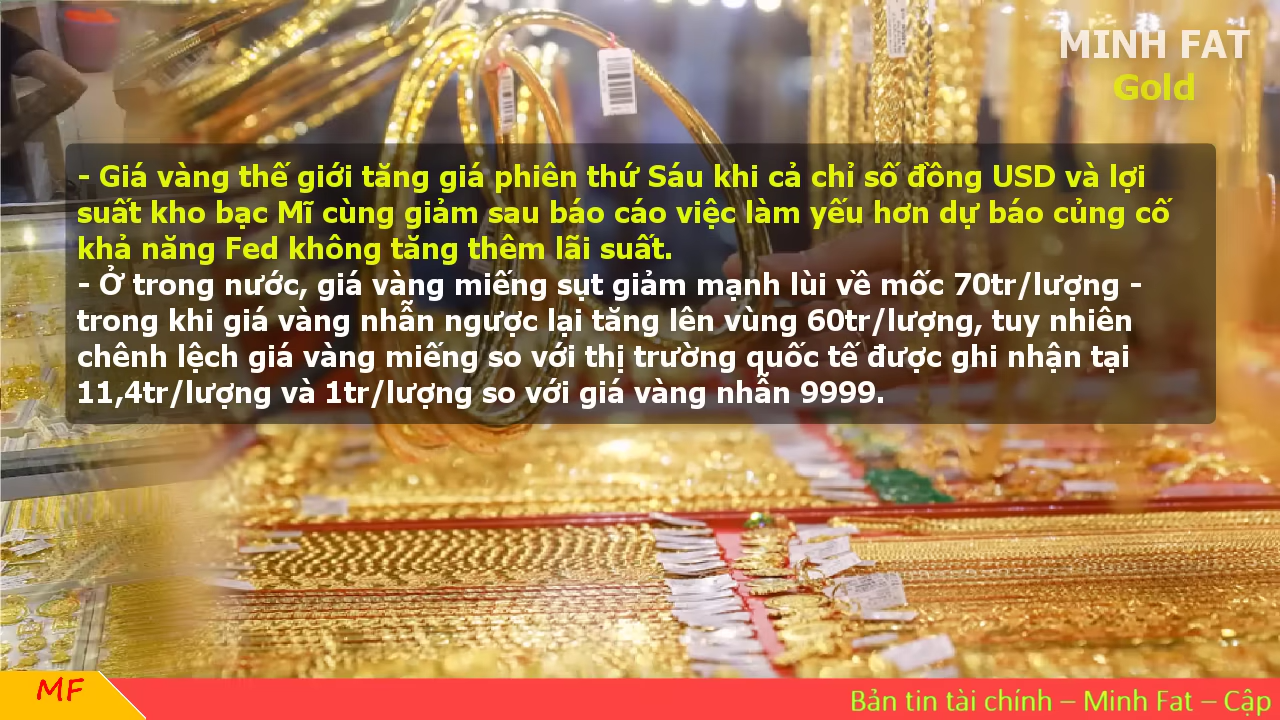 MINH FAT
Gold
- Giá vàng thế giới tăng giá phiên thứ Sáu khi cả chỉ số đồng USD và lợi
suất kho bạc Mĩ cùng giảm sau báo cáo việc làm yếu hơn dự báo củng cố
khả năng Fed không tăng thêm lãi suất.
- Ở trong nước, giá vàng miếng sụt giảm mạnh lùi về mốc 70tr/lượng -
trong khi giá vàng nhẫn ngược lại tăng lên vùng 60tr/lượng, tuy nhiên
chênh lệch giá vàng miếng so với thị trường quốc tế được ghi nhận tại
11,4tr/lượng và 1tr/lượng so với giá vàng nhẫn 9999.
MF
Bản tin tài chính – Minh Fat – Cập